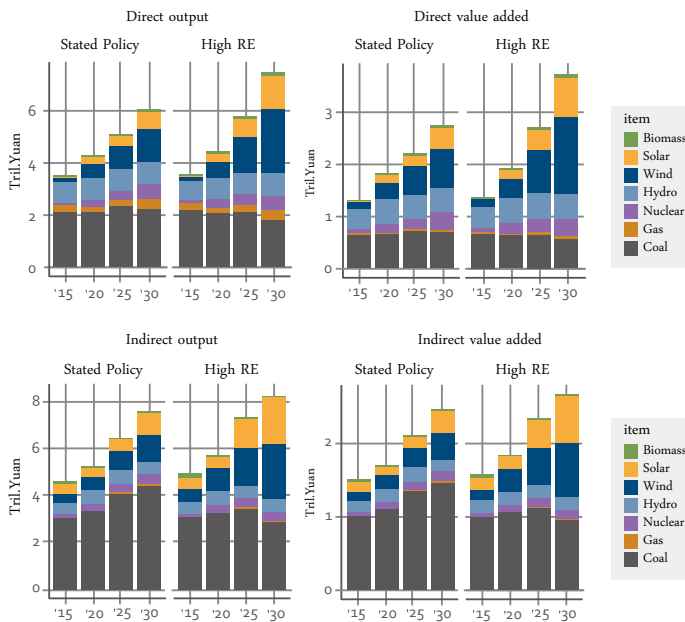 Direct output
Stated Policy
High RE
Tril.Yuan
6
4
2
0
'15 '20 '25 '30
'15 '20 '25 '30
Direct value added
Stated Policy
High RE
Tril.Yuan
3
2
1
0
'15 '20 '25 '30
'15 '20 '25 '30
item
Biomass
Solar
Wind
Hydro
Nuclear
Gas
Coal
Indirect output
Stated Policy
High RE
Tril.Yuan
8
6
4
2
0
'15 '20 '25 '30
'15 '20 '25 '30
Indirect value added
Stated Policy
High RE
Tril.Yuan
2
1
0
'15 '20 '25 '30
'15 '20 '25 '30
item
Biomass
Solar
Wind
Hydro
Nuclear
Gas
Coal